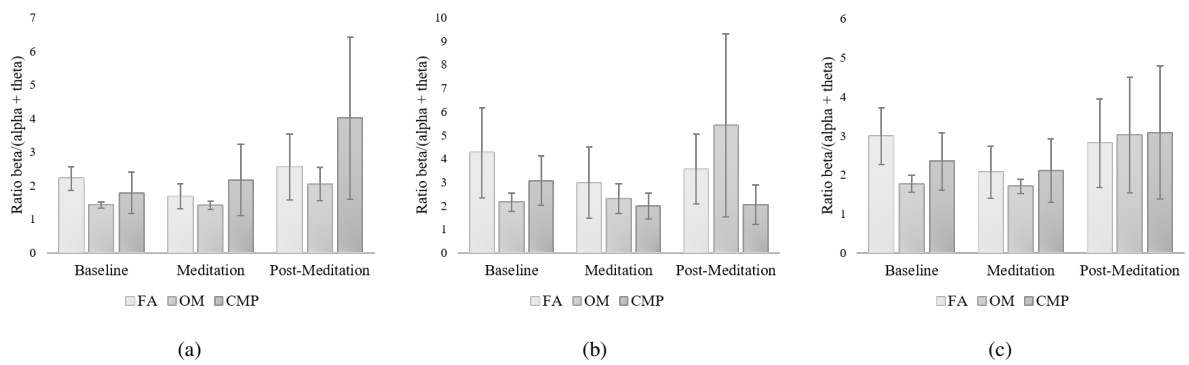 7
6
5
4
3
2
1
0
Ratio beta/(alpha + theta)
Baseline Meditation Post-Meditation
FA OM CMP
(a)
10
9
8
7
6
5
4
3
2
1
0
Ratio beta/(alpha + theta)
Baseline Meditation Post-Meditation
FA OM CMP
(b)
6
5
4
3
2
1
0
Ratio beta/(alpha + theta)
Baseline Meditation Post-Meditation
FA OM CMP
(c)